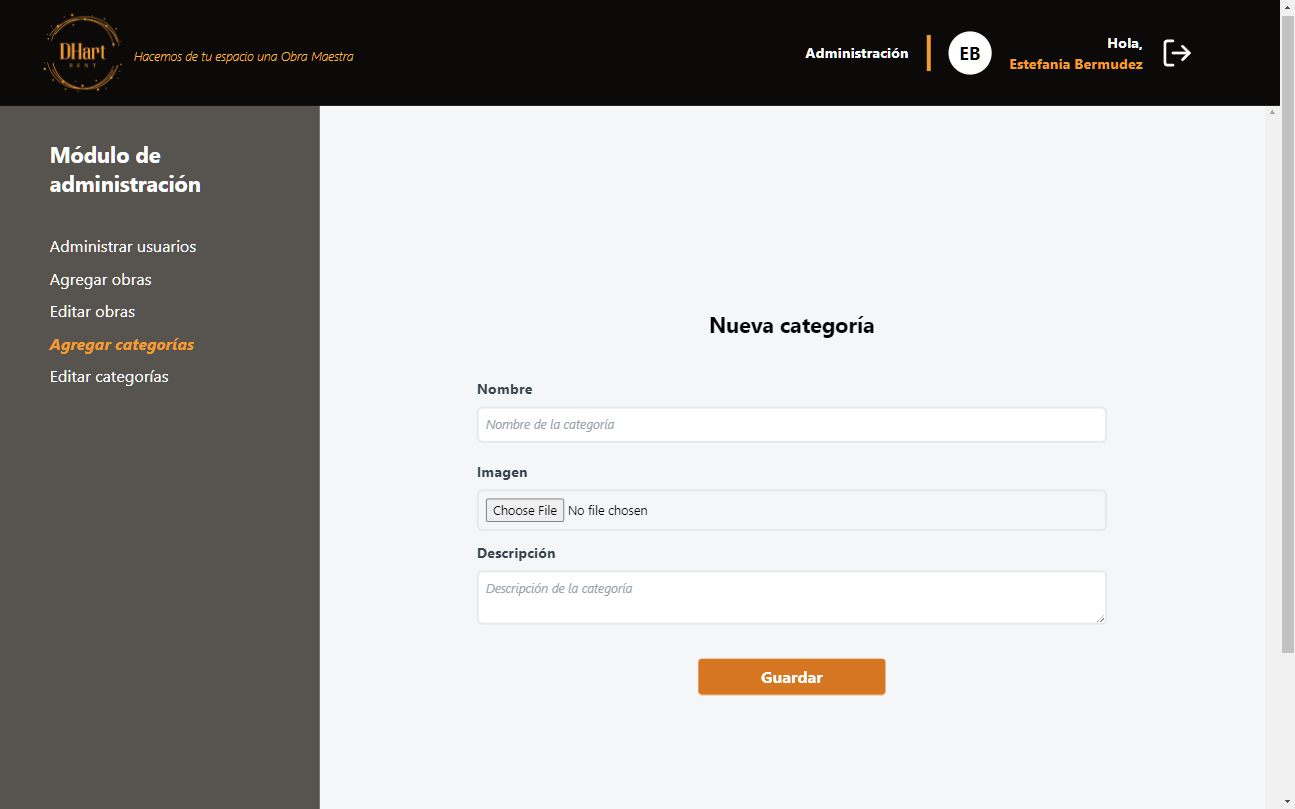 DHart
RENT
Hacemos de tu espacio una Obra Maestra
Administración
EB
Hola,
Estefania Bermudez
Módulo de
administración
Administrar usuarios
Agregar obras
Editar obras
Agregar categorías
Editar categorías
Nueva categoría
Nombre
Nombre de la categoría
Imagen
Choose File No file chosen
Descripción
Descripción de la categoría
Guardar